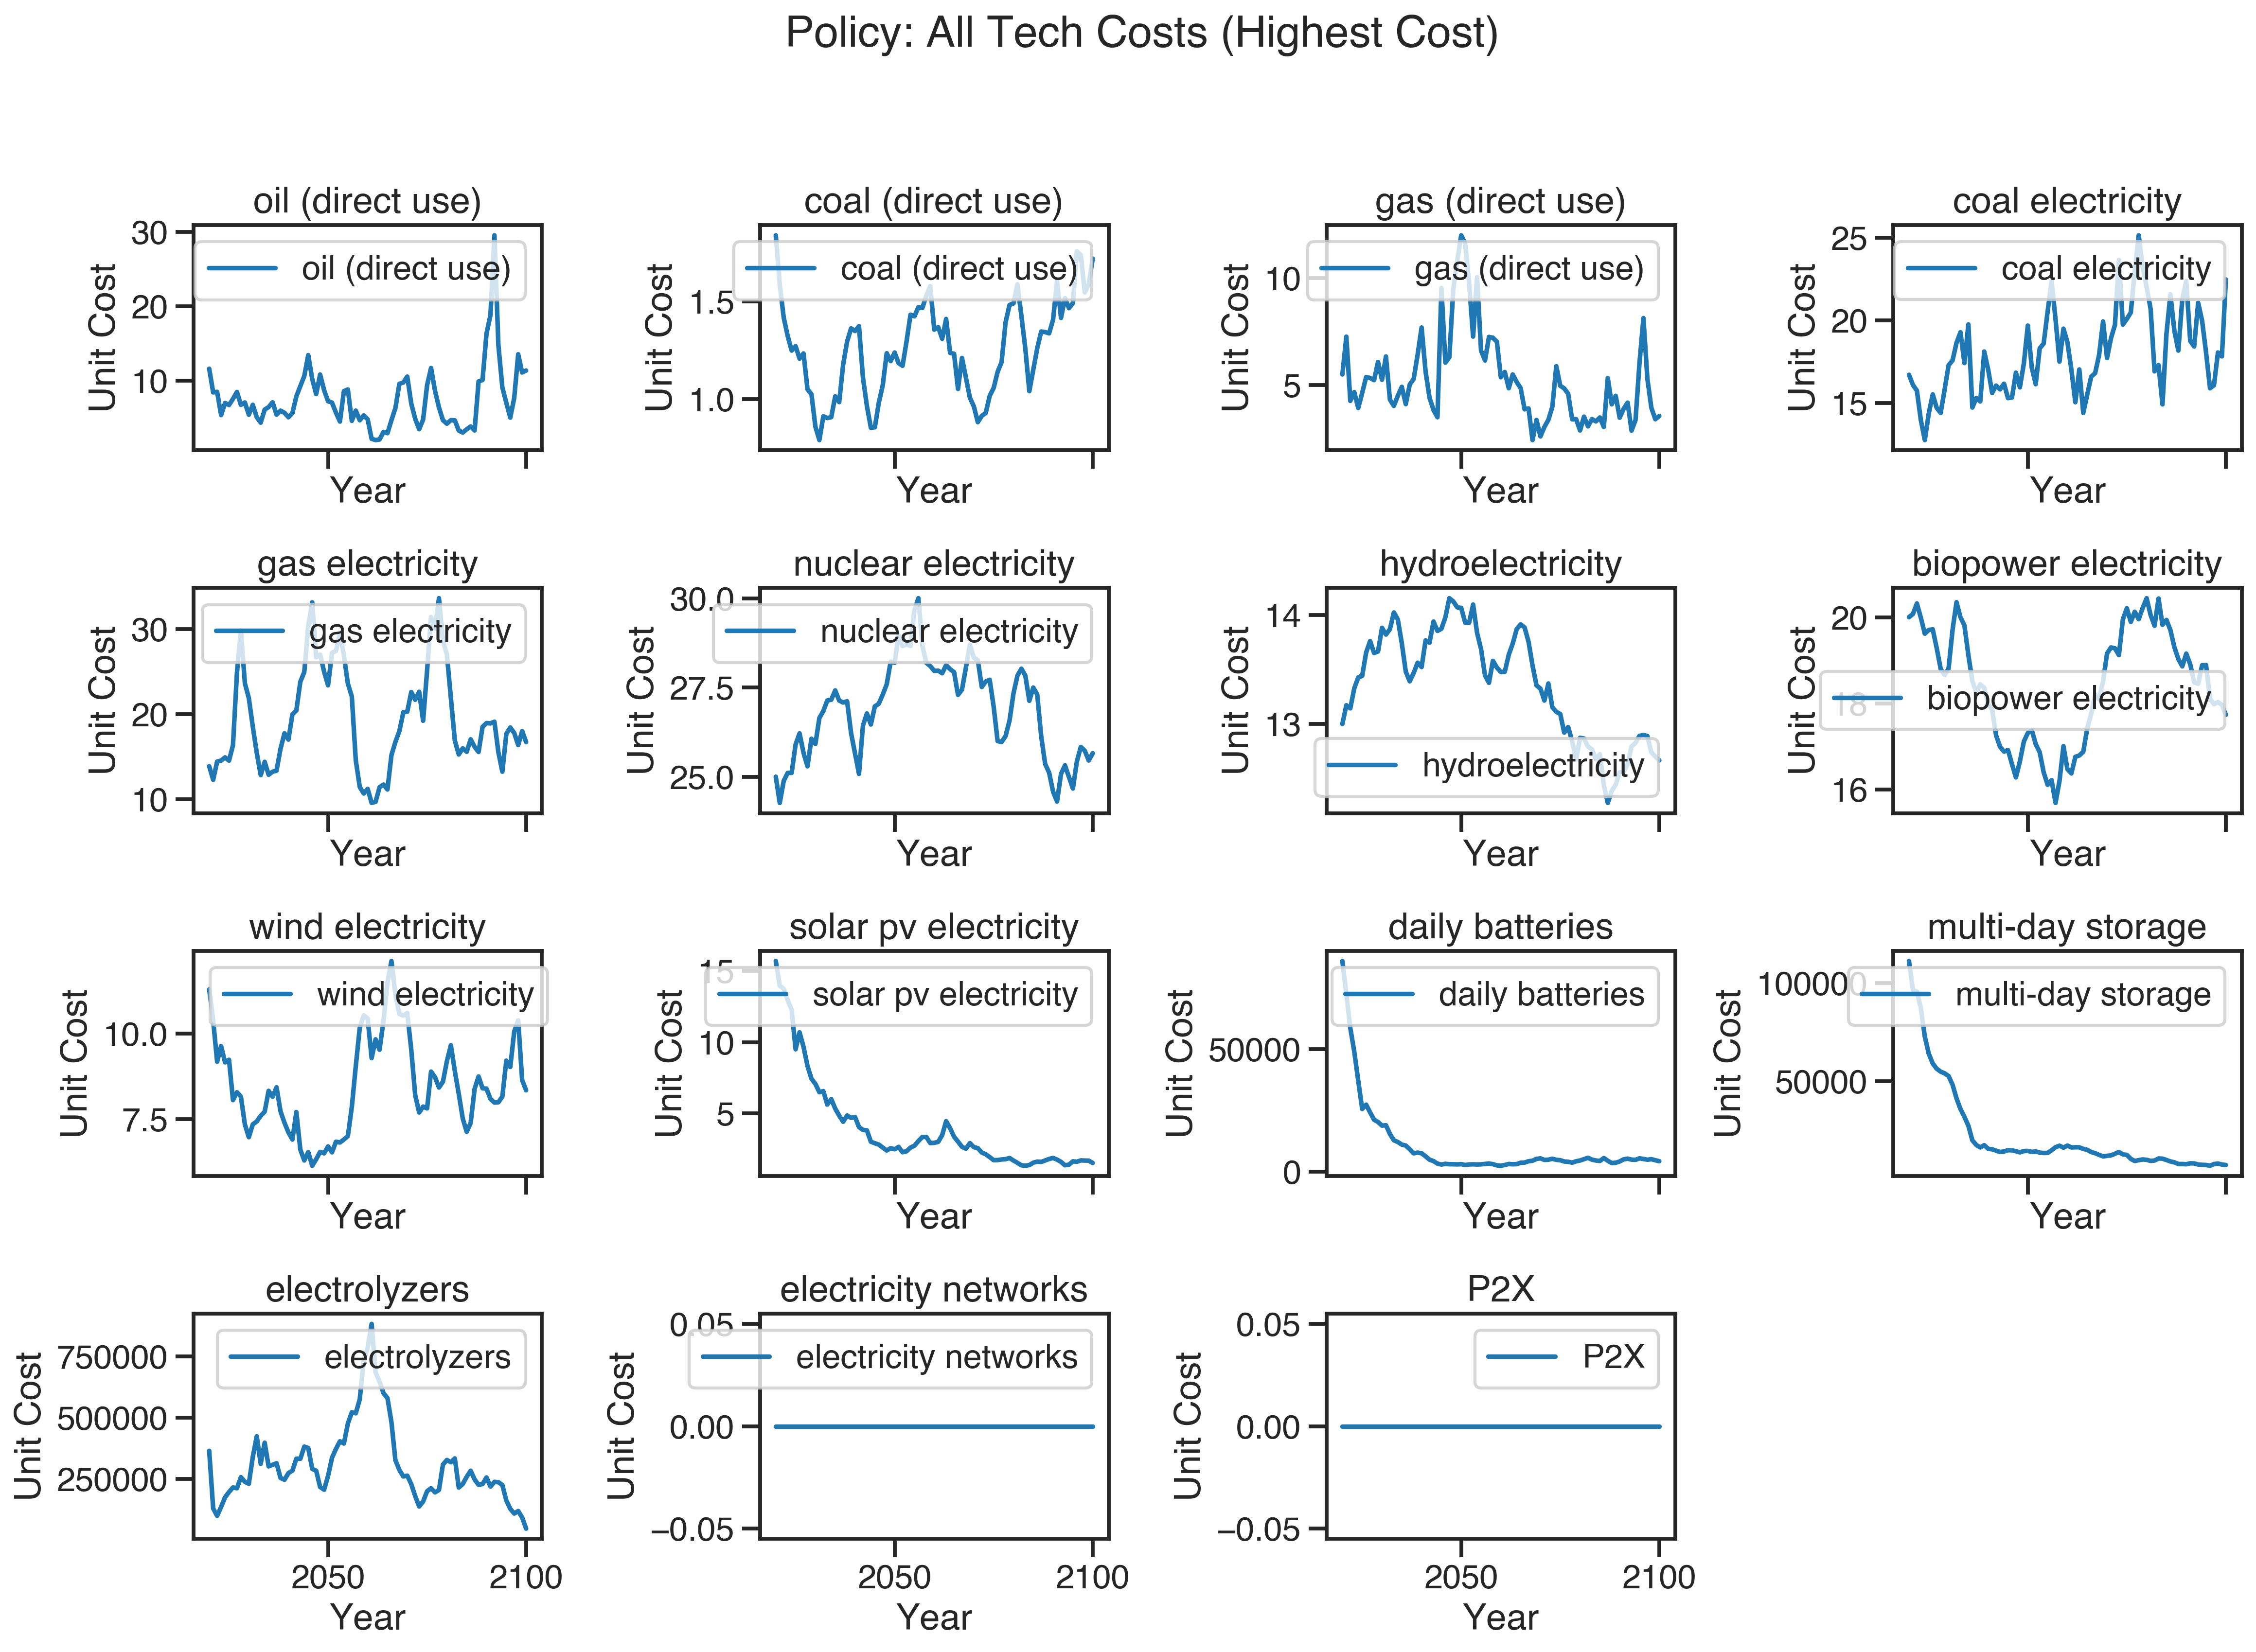 Policy: All Tech Costs (Highest Cost)
oil (direct use)
30
20
10
Unit Cost
oil (direct use)
Year
coal (direct use)
1.5
1.0
Unit Cost
coal (direct use)
Year
gas (direct use)
10
5
Unit Cost
gas (direct use)
Year
coal electricity
25
20
15
Unit Cost
coal electricity
Year
gas electricity
30
20
10
Unit Cost
gas electricity
Year
nuclear electricity
30.0
27.5
25.0
Unit Cost
nuclear electricity
Year
hydroelectricity
14
13
Unit Cost
hydroelectricity
Year
biopower electricity
20
18
16
Unit Cost
biopower electricity
Year
wind electricity
10.0
7.5
Unit Cost
wind electricity
Year
solar pv electricity
15
10
5
Unit Cost
solar pv electricity
Year
daily batteries
50000
0
Unit Cost
daily batteries
Year
multi-day storage
100000
50000
Unit Cost
multi-day storage
Year
electrolyzers
750000
500000
250000
Unit Cost
electrolyzers
2050 2100
Year
electricity networks
0.05
0.00
−0.05
Unit Cost
electricity networks
2050 2100
Year
P2X
0.05
0.00
−0.05
Unit Cost
P2X
2050 2100
Year